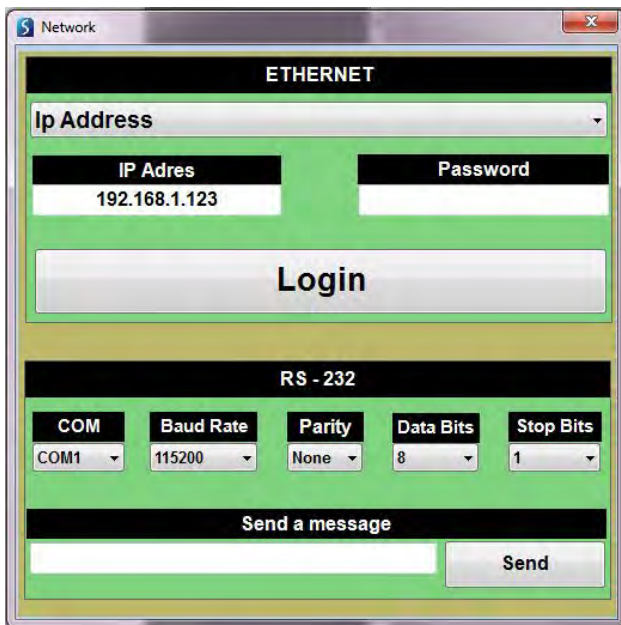 Network
ETHERNET
Ip Address
IP Adres
Password
192.168.1.123
Login
RS - 232
COM
Baud Rate
Parity
Data Bits
Stop Bits
COM1
115200
None
8
1
Send a message
Send